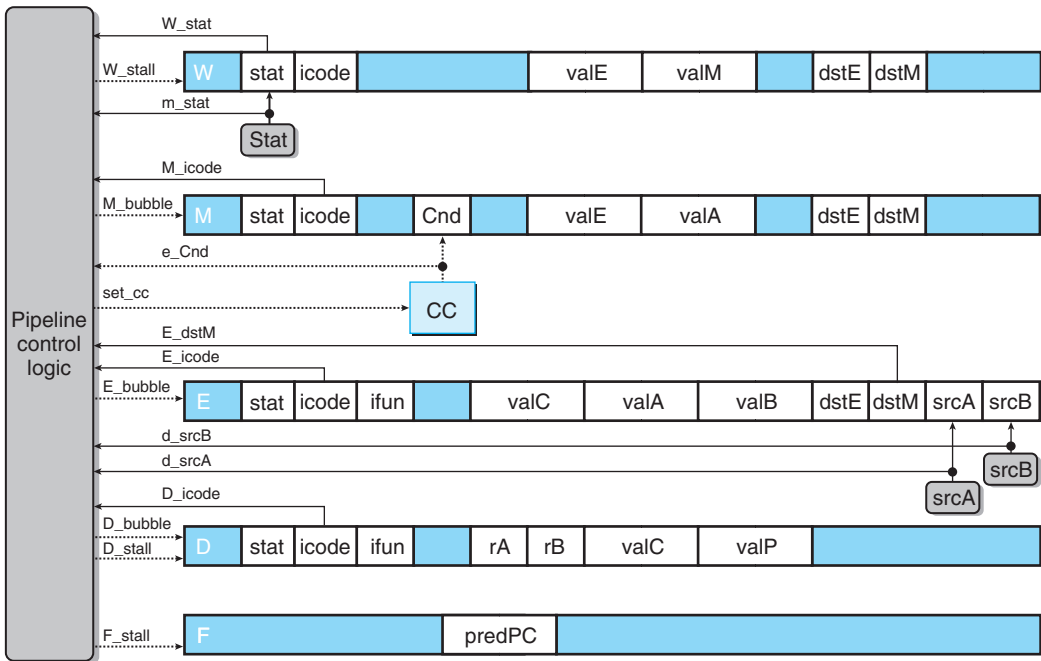 W_stat
W_stall
W stat icode valE valM dstE dstM
m_stat
Stat
M_icode
M_bubble
M stat icode Cnd valE valA dstE dstM
e_Cnd
set_cc
CC
Pipeline
control
logic
E_dstM
E_icode
E_bubble
E stat icode ifun valC valA valB dstE dstM srcA srcB
d_srcB
srcB
d_srcA
srcA
D_icode
D_bubble
D_stall
D stat icode ifun rA rB valC valP
F_stall
F predPC